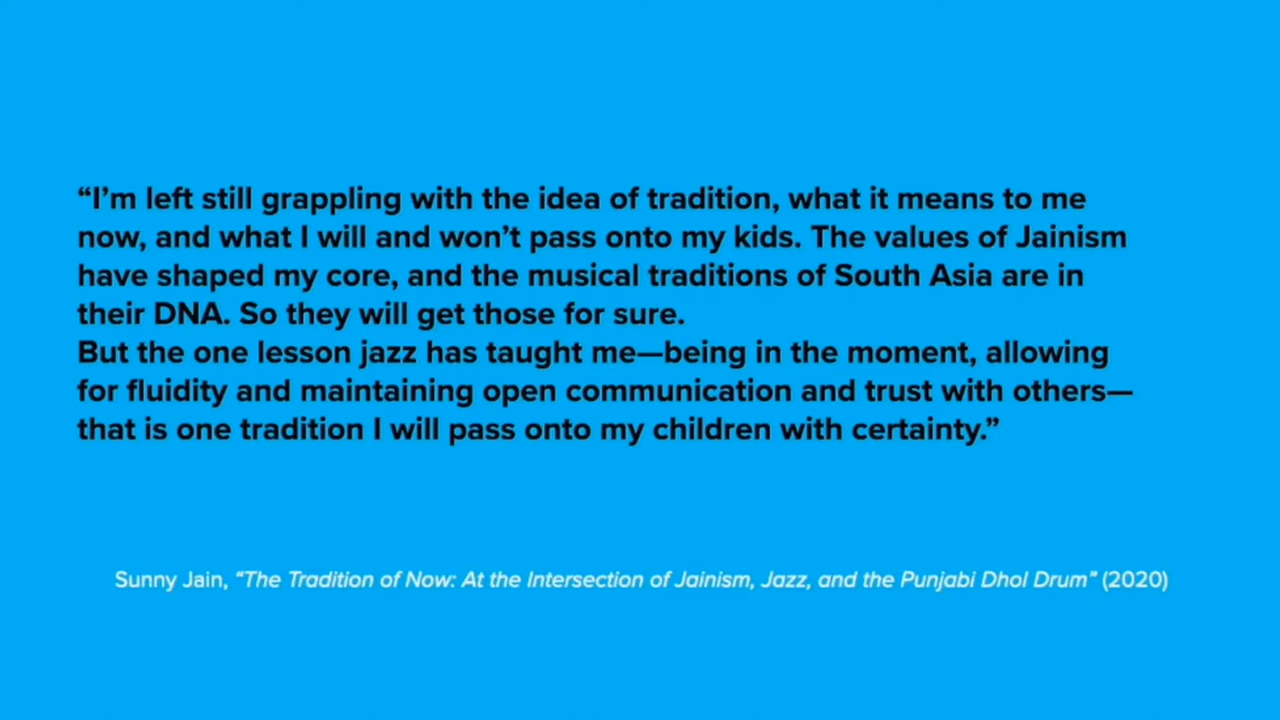 “I’m left still grappling with the idea of tradition, what it means to me
now, and what I will and won’t pass onto my kids. The values of Jainism
have shaped my core, and the musical traditions of South Asia are in
their DNA. So they will get those for sure.
But the one lesson jazz has taught me—being in the moment, allowing
for fluidity and maintaining open communication and trust with others—
that is one tradition I will pass onto my children with certainty.”
Sunny Jain, “The Tradition of Now: At the Intersection of Jainism, Jazz, and the Punjabi Dhol Drum” (2020)